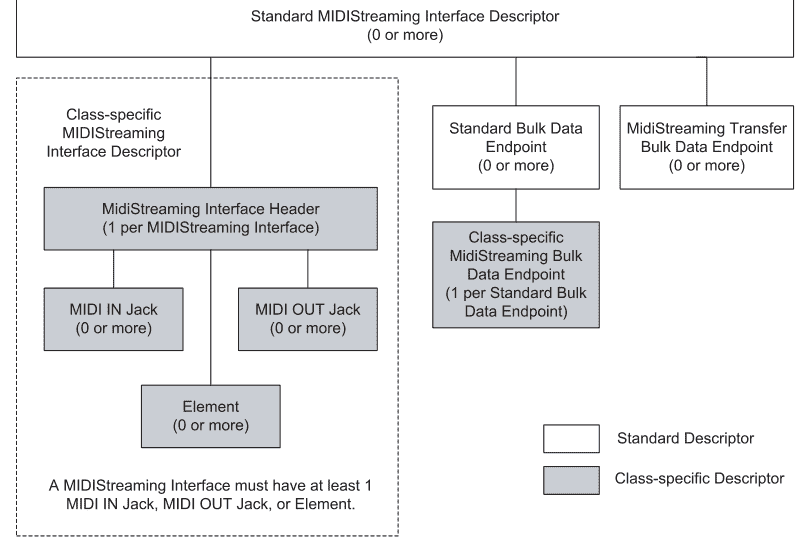 Standard MIDIStreaming Interface Descriptor
(0 or more)
Class-specific
MIDIStreaming
Interface Descriptor
MidiStreaming Interface Header
(1 per MIDIStreaming Interface)
MIDI IN Jack
(0 or more)
MIDI OUT Jack
(0 or more)
Element
(0 or more)
A MIDIStreaming Interface must have at least 1
MIDI IN Jack, MIDI OUT Jack, or Element.
Standard Bulk Data
Endpoint
(0 or more)
Class-specific
MidiStreaming Bulk
Data Endpoint
(1 per Standard Bulk
Data Endpoint)
MidiStreaming Transfer
Bulk Data Endpoint
(0 or more)
Standard Descriptor
Class-specific Descriptor